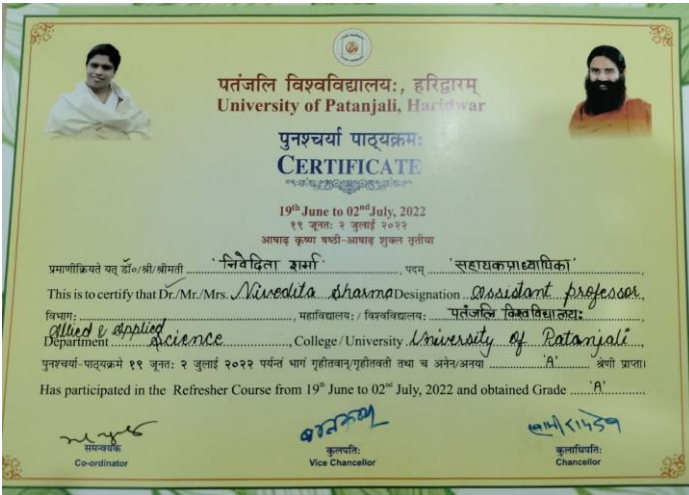 पतंजलि विश्वविद्यालयः, हरिद्वारम्
University of Patanjali, Haridwar
पुनश्चर्या पाठ्यक्रमः
CERTIFICATE
19th June to 02nd July, 2022
१९ जूनतः २ जुलाई २०२२
आषाढ़ कृष्ण षष्ठी-आषाढ़ शुक्ल तृतीया
प्रमाणीक्रियते यत् डॉ०/श्री/श्रीमती 'निवेदिता शर्मा' , पदम् 'सहायकप्राध्यापिका' ,
This is to certify that Dr./Mr./Mrs. Nivedita Sharma Designation Assistant professor,
विभागः , महाविद्यालयः / विश्वविद्यालयः पतंजलि विश्वविद्यालयः
Allied & Applied
Department Science , College / University University of Patanjali,
पुनश्चर्या-पाठ्यक्रमे १९ जूनतः २ जुलाई २०२२ पर्यन्तं भागं गृहीतवान्/गृहीतवती तथा च अनेन/अनया 'A' श्रेणी प्राप्ता।
Has participated in the Refresher Course from 19th June to 02nd July, 2022 and obtained Grade 'A'
स्वामी रामदेव
समन्वयक कुलपतिः कुलाधिपतिः
Co-ordinator Vice Chancellor Chancellor